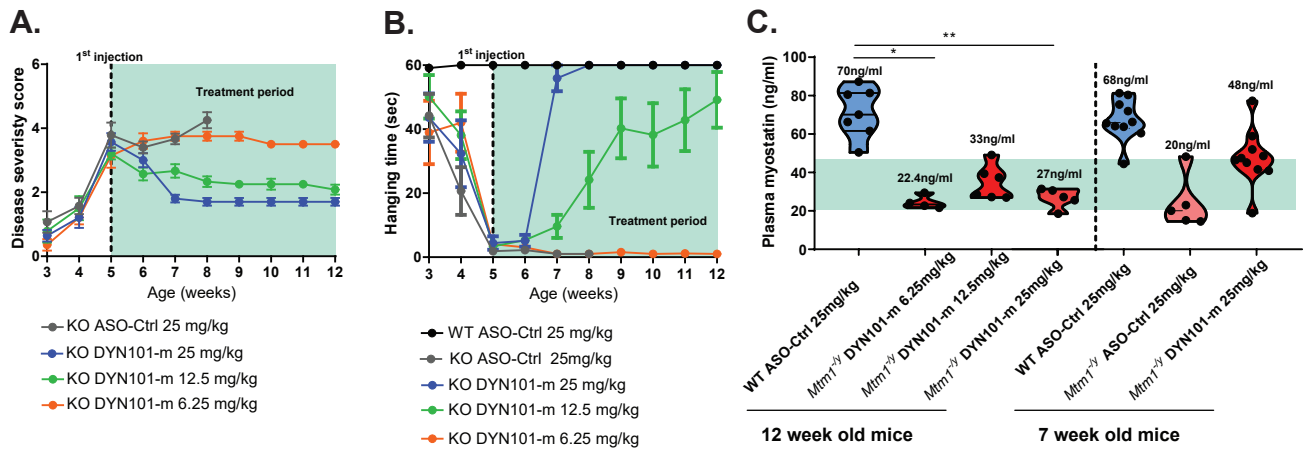 A.
1st injection
Treatment period
Disease severisty score
6
4
2
0
3 4 5 6 7 8 9 10 11 12
Age (weeks)
KO ASO-Ctrl 25 mg/kg
KO DYN101-m 25 mg/kg
KO DYN101-m 12.5 mg/kg
KO DYN101-m 6.25 mg/kg
B.
1st injection
Treatment period
Hanging time (sec)
60
40
20
0
3 4 5 6 7 8 9 10 11 12
Age (weeks)
WT ASO-Ctrl 25 mg/kg
KO ASO-Ctrl 25mg/kg
KO DYN101-m 25 mg/kg
KO DYN101-m 12.5 mg/kg
KO DYN101-m 6.25 mg/kg
C.
**
*
Plasma myostatin (ng/ml)
100
80
60
40
20
0
70ng/ml
22.4ng/ml
33ng/ml
27ng/ml
68ng/ml
20ng/ml
48ng/ml
WT ASO-Ctrl 25mg/kg
Mtm1-/y DYN101-m 6.25mg/kg
Mtm1-/y DYN101-m 12.5mg/kg
Mtm1-/y DYN101-m 25mg/kg
WT ASO-Ctrl 25mg/kg
Mtm1-/y ASO-Ctrl 25mg/kg
Mtm1-/y DYN101-m 25mg/kg
12 week old mice
7 week old mice